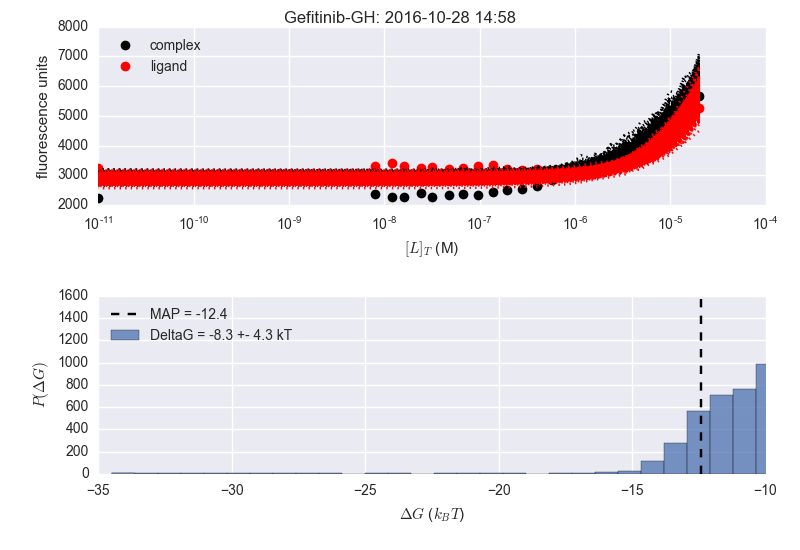 Gefitinib-GH: 2016-10-28 14:58
8000
7000
6000
5000
4000
3000
2000
fluorescence units
complex
ligand
10^-11 10^-10 10^-9 10^-8 10^-7 10^-6 10^-5 10^-4
[L]_T (M)
1600
1400
1200
1000
800
600
400
200
0
P(ΔG)
MAP = -12.4
DeltaG = -8.3 +- 4.3 kT
−35 −30 −25 −20 −15 −10
ΔG (k_BT)